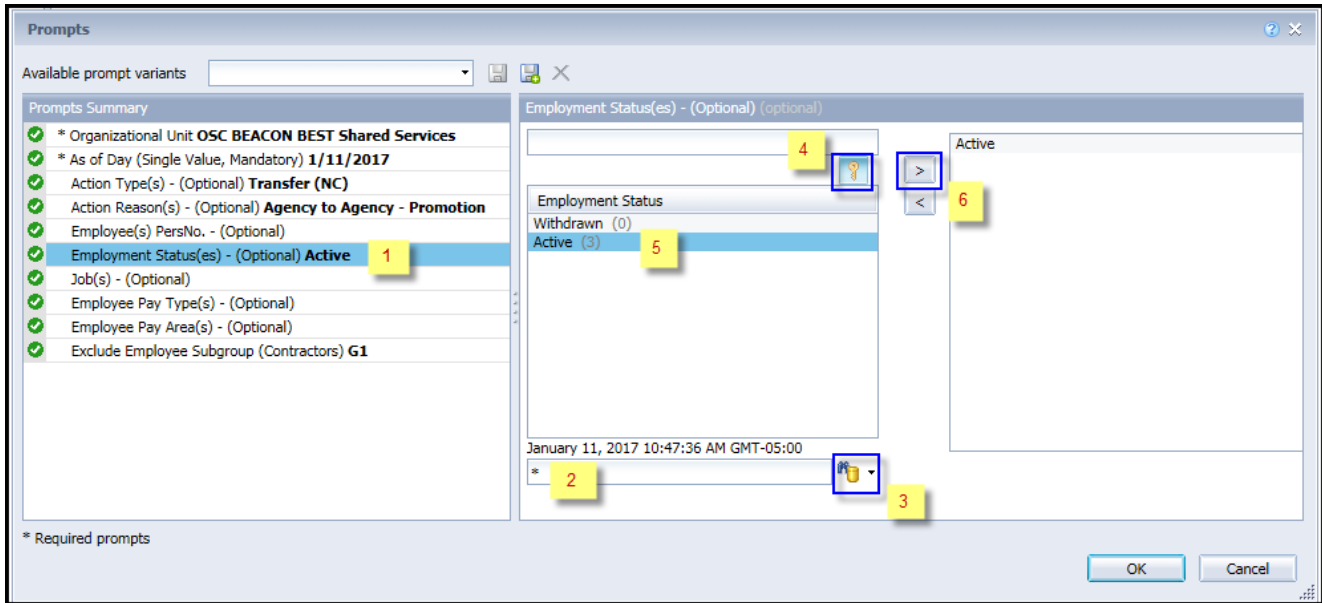 Prompts
Available prompt variants
Prompts Summary
* Organizational Unit OSC BEACON BEST Shared Services
* As of Day (Single Value, Mandatory) 1/11/2017
Action Type(s) - (Optional) Transfer (NC)
Action Reason(s) - (Optional) Agency to Agency - Promotion
Employee(s) PersNo. - (Optional)
Employment Status(es) - (Optional) Active
1
Job(s) - (Optional)
Employee Pay Type(s) - (Optional)
Employee Pay Area(s) - (Optional)
Exclude Employee Subgroup (Contractors) G1
Employment Status(es) - (Optional) (optional)
4
Employment Status
Withdrawn (0)
Active (3)
5
January 11, 2017 10:47:36 AM GMT-05:00
*
2
3
>
<
6
Active
* Required prompts
OK
Cancel